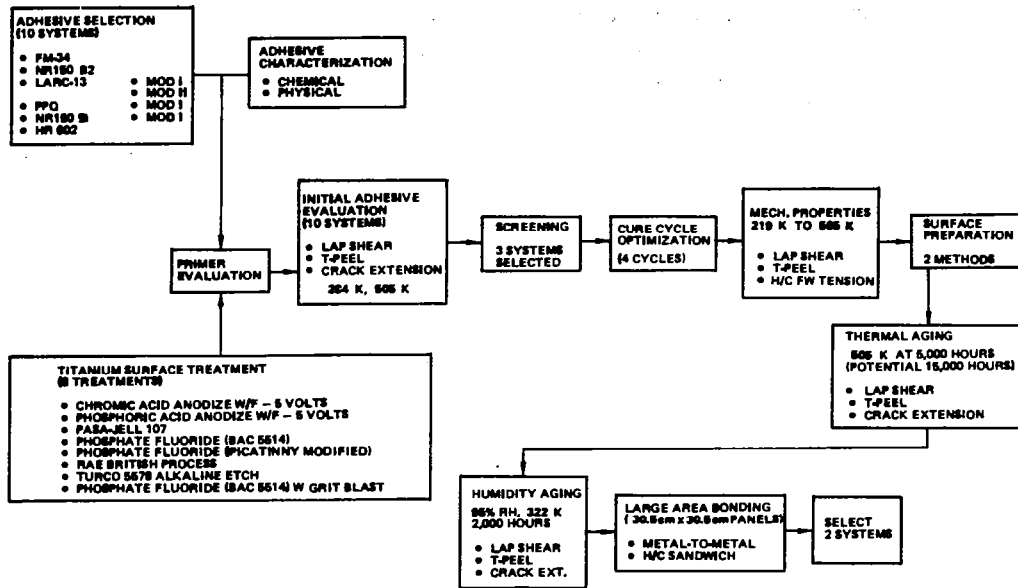 ADHESIVE SELECTION
(10 SYSTEMS)
• FM-34
• NR150 B2
• LARC-13
• PPQ
• NR150
• HR 602
• MOD I
• MOD II
• MOD I
• MOD I
ADHESIVE
CHARACTERIZATION
• CHEMICAL
• PHYSICAL
PRIMER
EVALUATION
INITIAL ADHESIVE
EVALUATION
(10 SYSTEMS)
• LAP SHEAR
• T-PEEL
• CRACK EXTENSION
505 K
SCREENING
3 SYSTEMS
SELECTED
CURE CYCLE
OPTIMIZATION
(4 CYCLES)
MECH. PROPERTIES
219 K TO
• LAP SHEAR
• T-PEEL
• H/C FW TENSION
SURFACE
PREPARATION
2 METHODS
TITANIUM SURFACE TREATMENT
(8 TREATMENTS)
• CHROMIC ACID ANODIZE W/F – 5 VOLTS
• PHOSPHORIC ACID ANODIZE W/F – 5 VOLTS
• PASA-JELL 107
• PHOSPHATE FLUORIDE (BAC 5514)
• PHOSPHATE FLUORIDE (PICATINNY MODIFIED)
• RAE BRITISH PROCESS
• TURCO 5578 ALKALINE ETCH
• PHOSPHATE FLUORIDE (BAC 5514) W GRIT BLAST
THERMAL AGING
505 K AT 5,000 HOURS
(POTENTIAL 15,000 HOURS)
• LAP SHEAR
• T-PEEL
• CRACK EXTENSION
HUMIDITY AGING
95% RH, 322 K
2,000 HOURS
• LAP SHEAR
• T-PEEL
• CRACK EXT.
LARGE AREA BONDING
(30.5cm x 30.5cm PANELS)
• METAL-TO-METAL
• H/C SANDWICH
SELECT
2 SYSTEMS